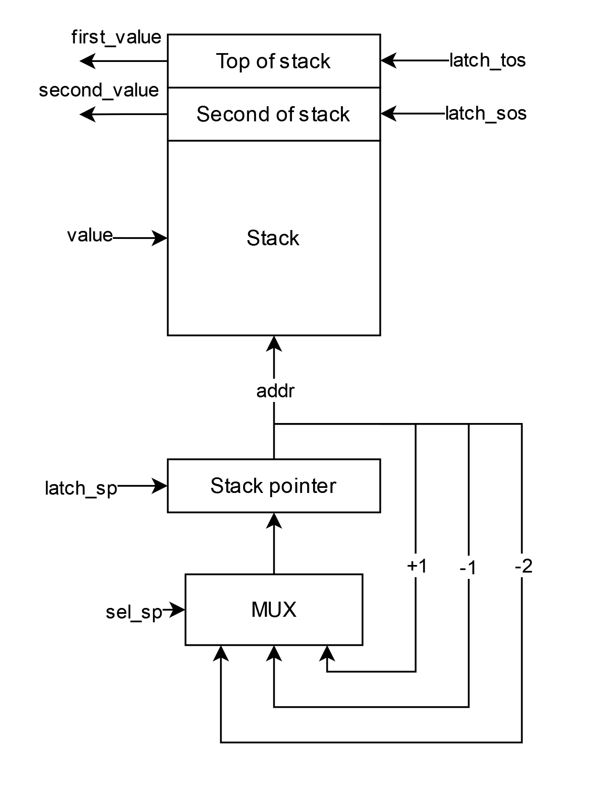 first_value
Top of stack
latch_tos
second_value
Second of stack
latch_sos
value
Stack
addr
latch_sp
Stack pointer
+1
-1
-2
sel_sp
MUX